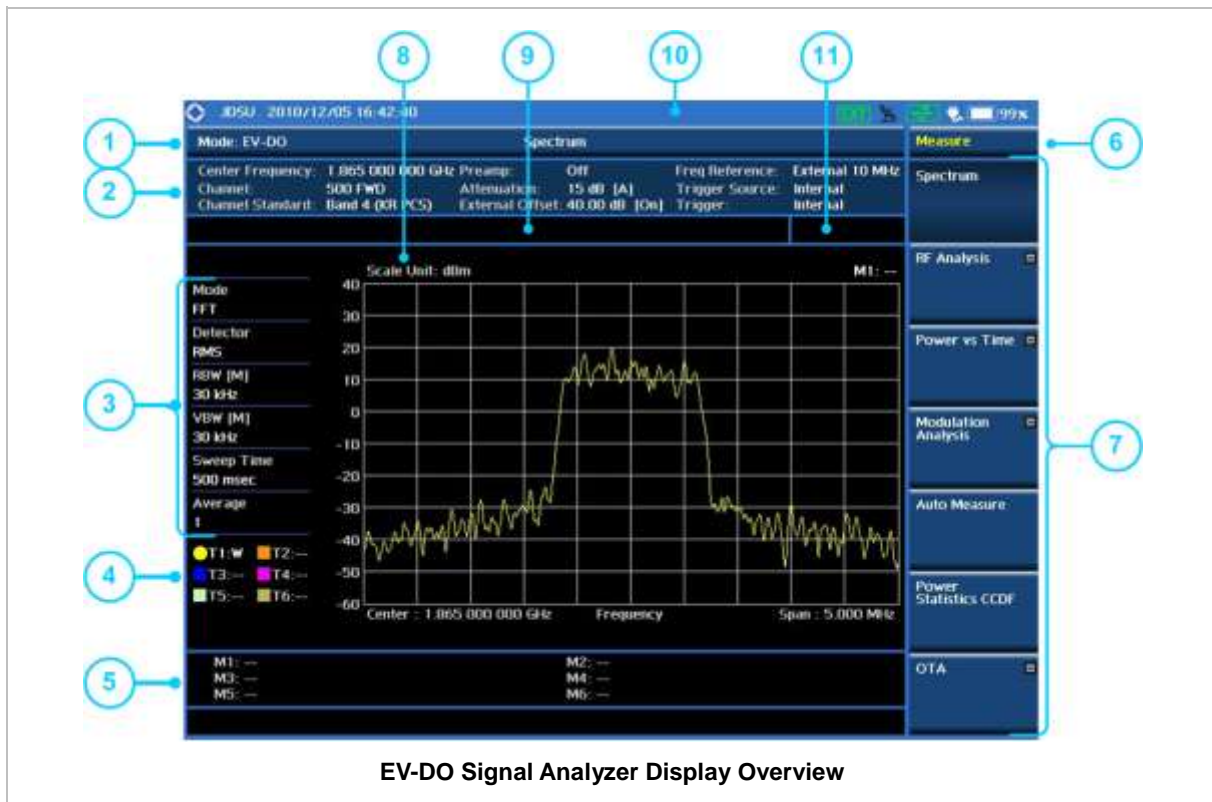 8 9 10 11
JDSU 2010/12/05 16:42:40 EXT 99%
1 Mode: EV-DO Spectrum Measure 6
2 Center Frequency: 1.865 000 000 GHz Preamp: Off Freq Reference: External 10 MHz
Channel: 500 FWD Attenuation: 15 dB [A] Trigger Source: Internal
Channel Standard: Band 4 (KR PCS) External Offset: 40.00 dB [On] Trigger: Internal
Spectrum
RF Analysis
Power vs Time
Modulation
Analysis
Auto Measure
Power
Statistics CCDF
OTA
7
Scale Unit: dBm M1: --
3
Mode
FFT
Detector
RMS
RBW [M]
30 kHz
VBW [M]
30 kHz
Sweep Time
500 msec
Average
1
40
30
20
10
0
-10
-20
-30
-40
-50
-60
4
T1:W T2:--
T3:-- T4:--
T5:-- T6:--
Center : 1.865 000 000 GHz Frequency Span : 5.000 MHz
5
M1: -- M2: --
M3: -- M4: --
M5: -- M6: --
EV-DO Signal Analyzer Display Overview